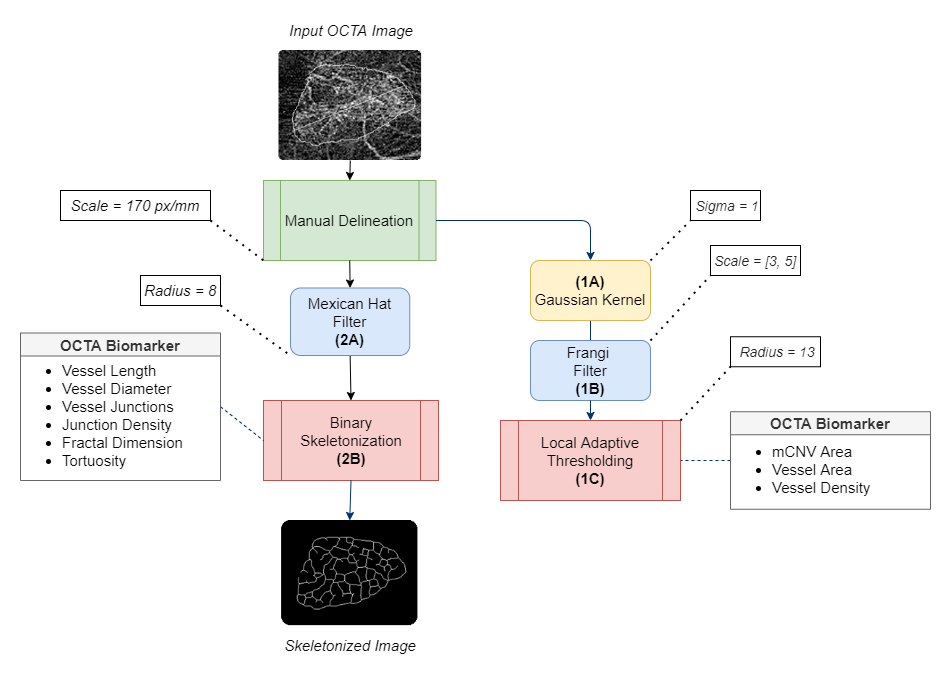 Input OCTA Image
Scale = 170 px/mm
Manual Delineation
Sigma = 1
Scale = [3, 5]
(1A)
Gaussian Kernel
Radius = 8
Mexican Hat
Filter
(2A)
Frangi
Filter
(1B)
Radius = 13
OCTA Biomarker
Vessel Length
Vessel Diameter
Vessel Junctions
Junction Density
Fractal Dimension
Tortuosity
Binary
Skeletonization
(2B)
Local Adaptive
Thresholding
(1C)
OCTA Biomarker
mCNV Area
Vessel Area
Vessel Density
Skeletonized Image